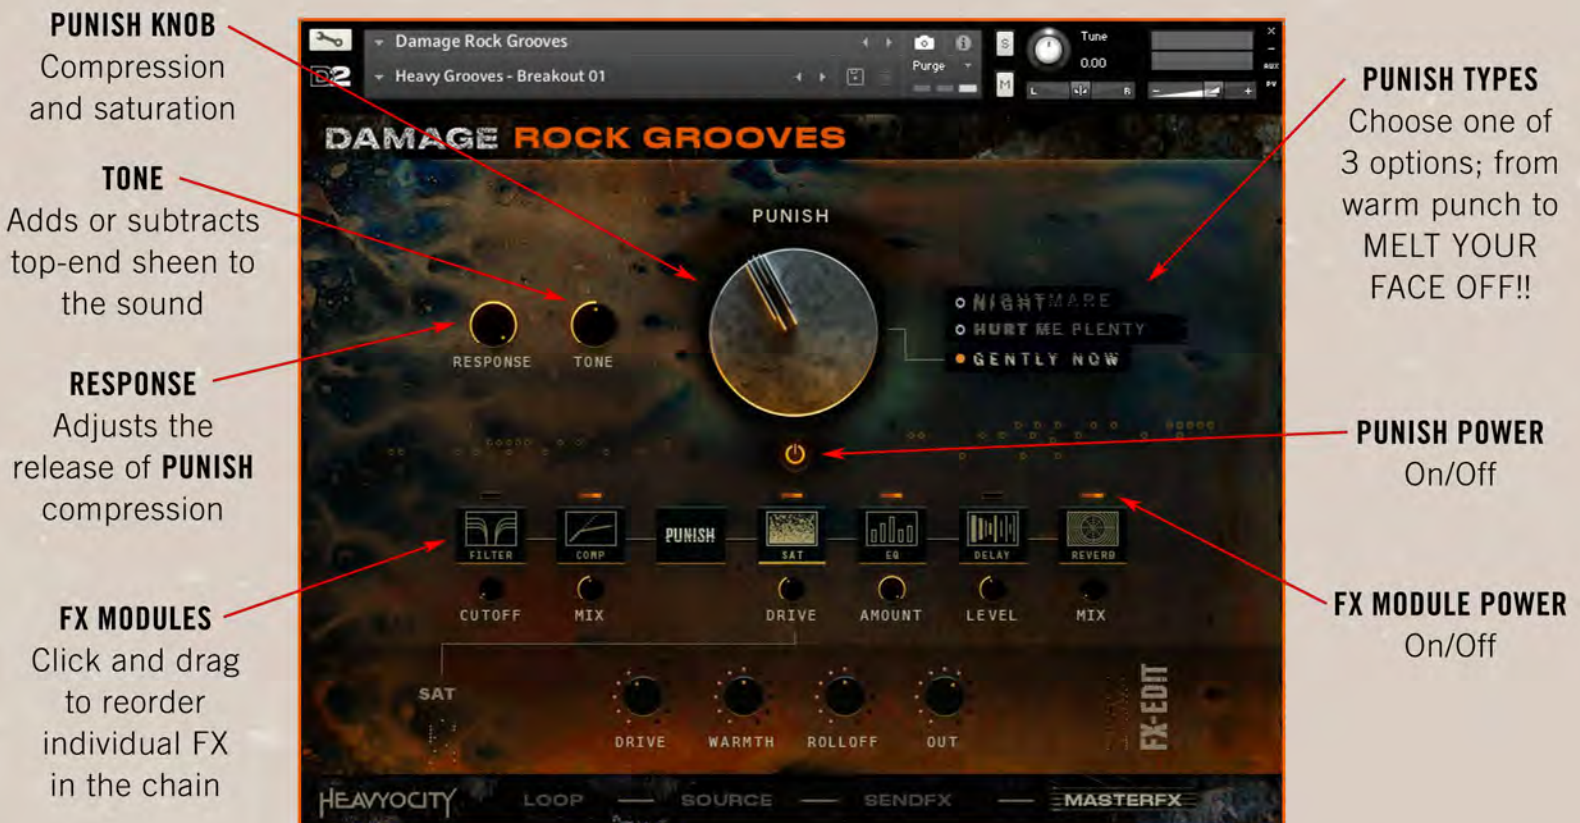 PUNISH KNOB
Compression
and saturation
TONE
Adds or subtracts
top-end sheen to
the sound
RESPONSE
Adjusts the
release of PUNISH
compression
FX MODULES
Click and drag
to reorder
individual FX
in the chain
Damage Rock Grooves
Purge
S
Tune
0.00
×
−
AUX
PV
D2
Heavy Grooves - Breakout 01
M
L
R
−
+
DAMAGE ROCK GROOVES
PUNISH
NIGHTMARE
HURT ME PLENTY
GENTLY NOW
RESPONSE
TONE
FILTER
COMP
PUNISH
SAT
EQ
DELAY
REVERB
CUTOFF
MIX
DRIVE
AMOUNT
LEVEL
MIX
SAT
DRIVE
WARMTH
ROLLOFF
OUT
FX-EDIT
HEAVYOCITY
LOOP
SOURCE
SENDFX
MASTERFX
PUNISH TYPES
Choose one of
3 options; from
warm punch to
MELT YOUR
FACE OFF!!
PUNISH POWER
On/Off
FX MODULE POWER
On/Off